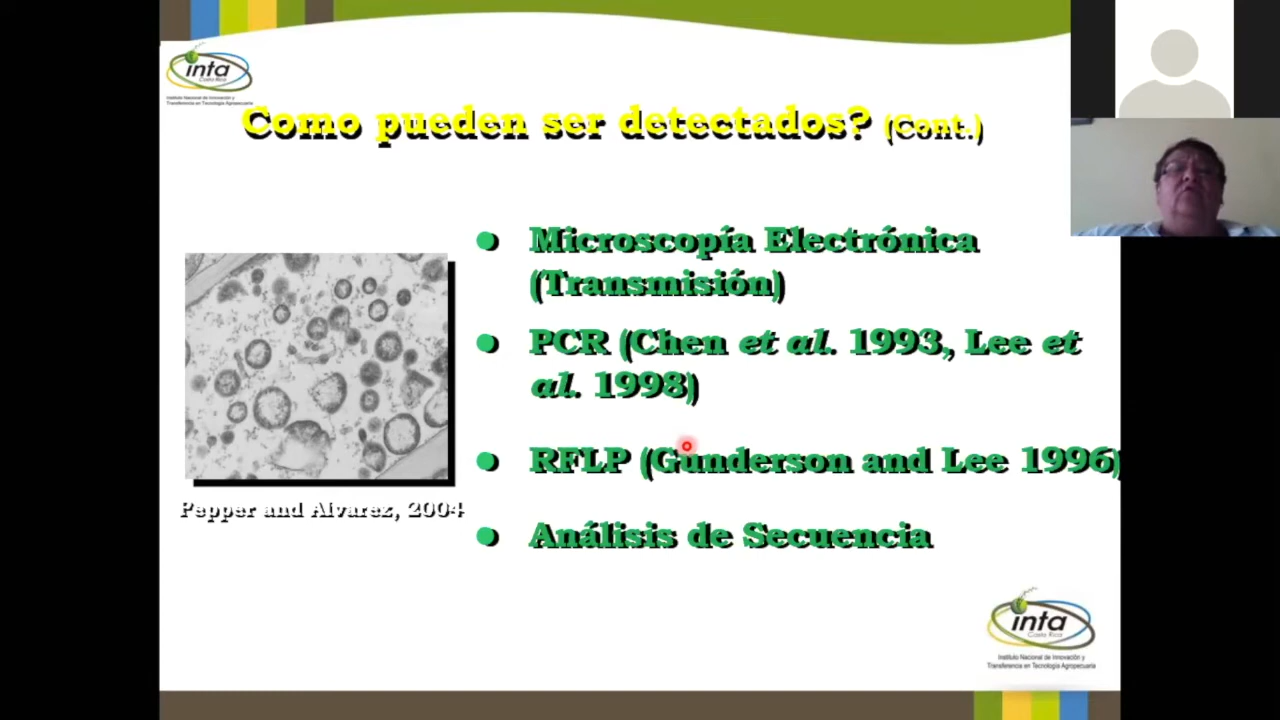 inta
Costa Rica
Instituto Nacional de Innovación y
Transferencia en Tecnología Agropecuaria
Como pueden ser detectados? (Cont.)
● Microscopía Electrónica
(Transmisión)
● PCR (Chen et al. 1993, Lee et
al. 1998)
● RFLP (Gunderson and Lee 1996)
● Análisis de Secuencia
Pepper and Alvarez, 2004
inta
Costa Rica
Instituto Nacional de Innovación y
Transferencia en Tecnología Agropecuaria